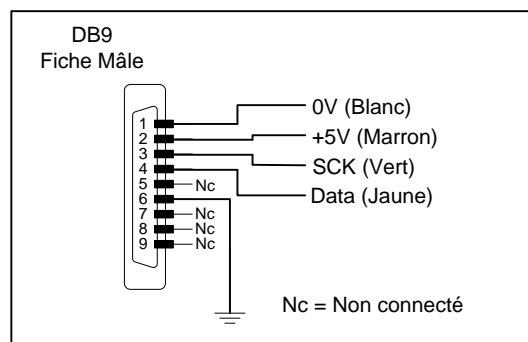 DB9
Fiche Mâle
0V (Blanc)
1
+5V (Marron)
2
3
SCK (Vert)
4
5
Nc
Data (Jaune)
6
7
Nc
8
Nc
9
Nc
Nc = Non connecté